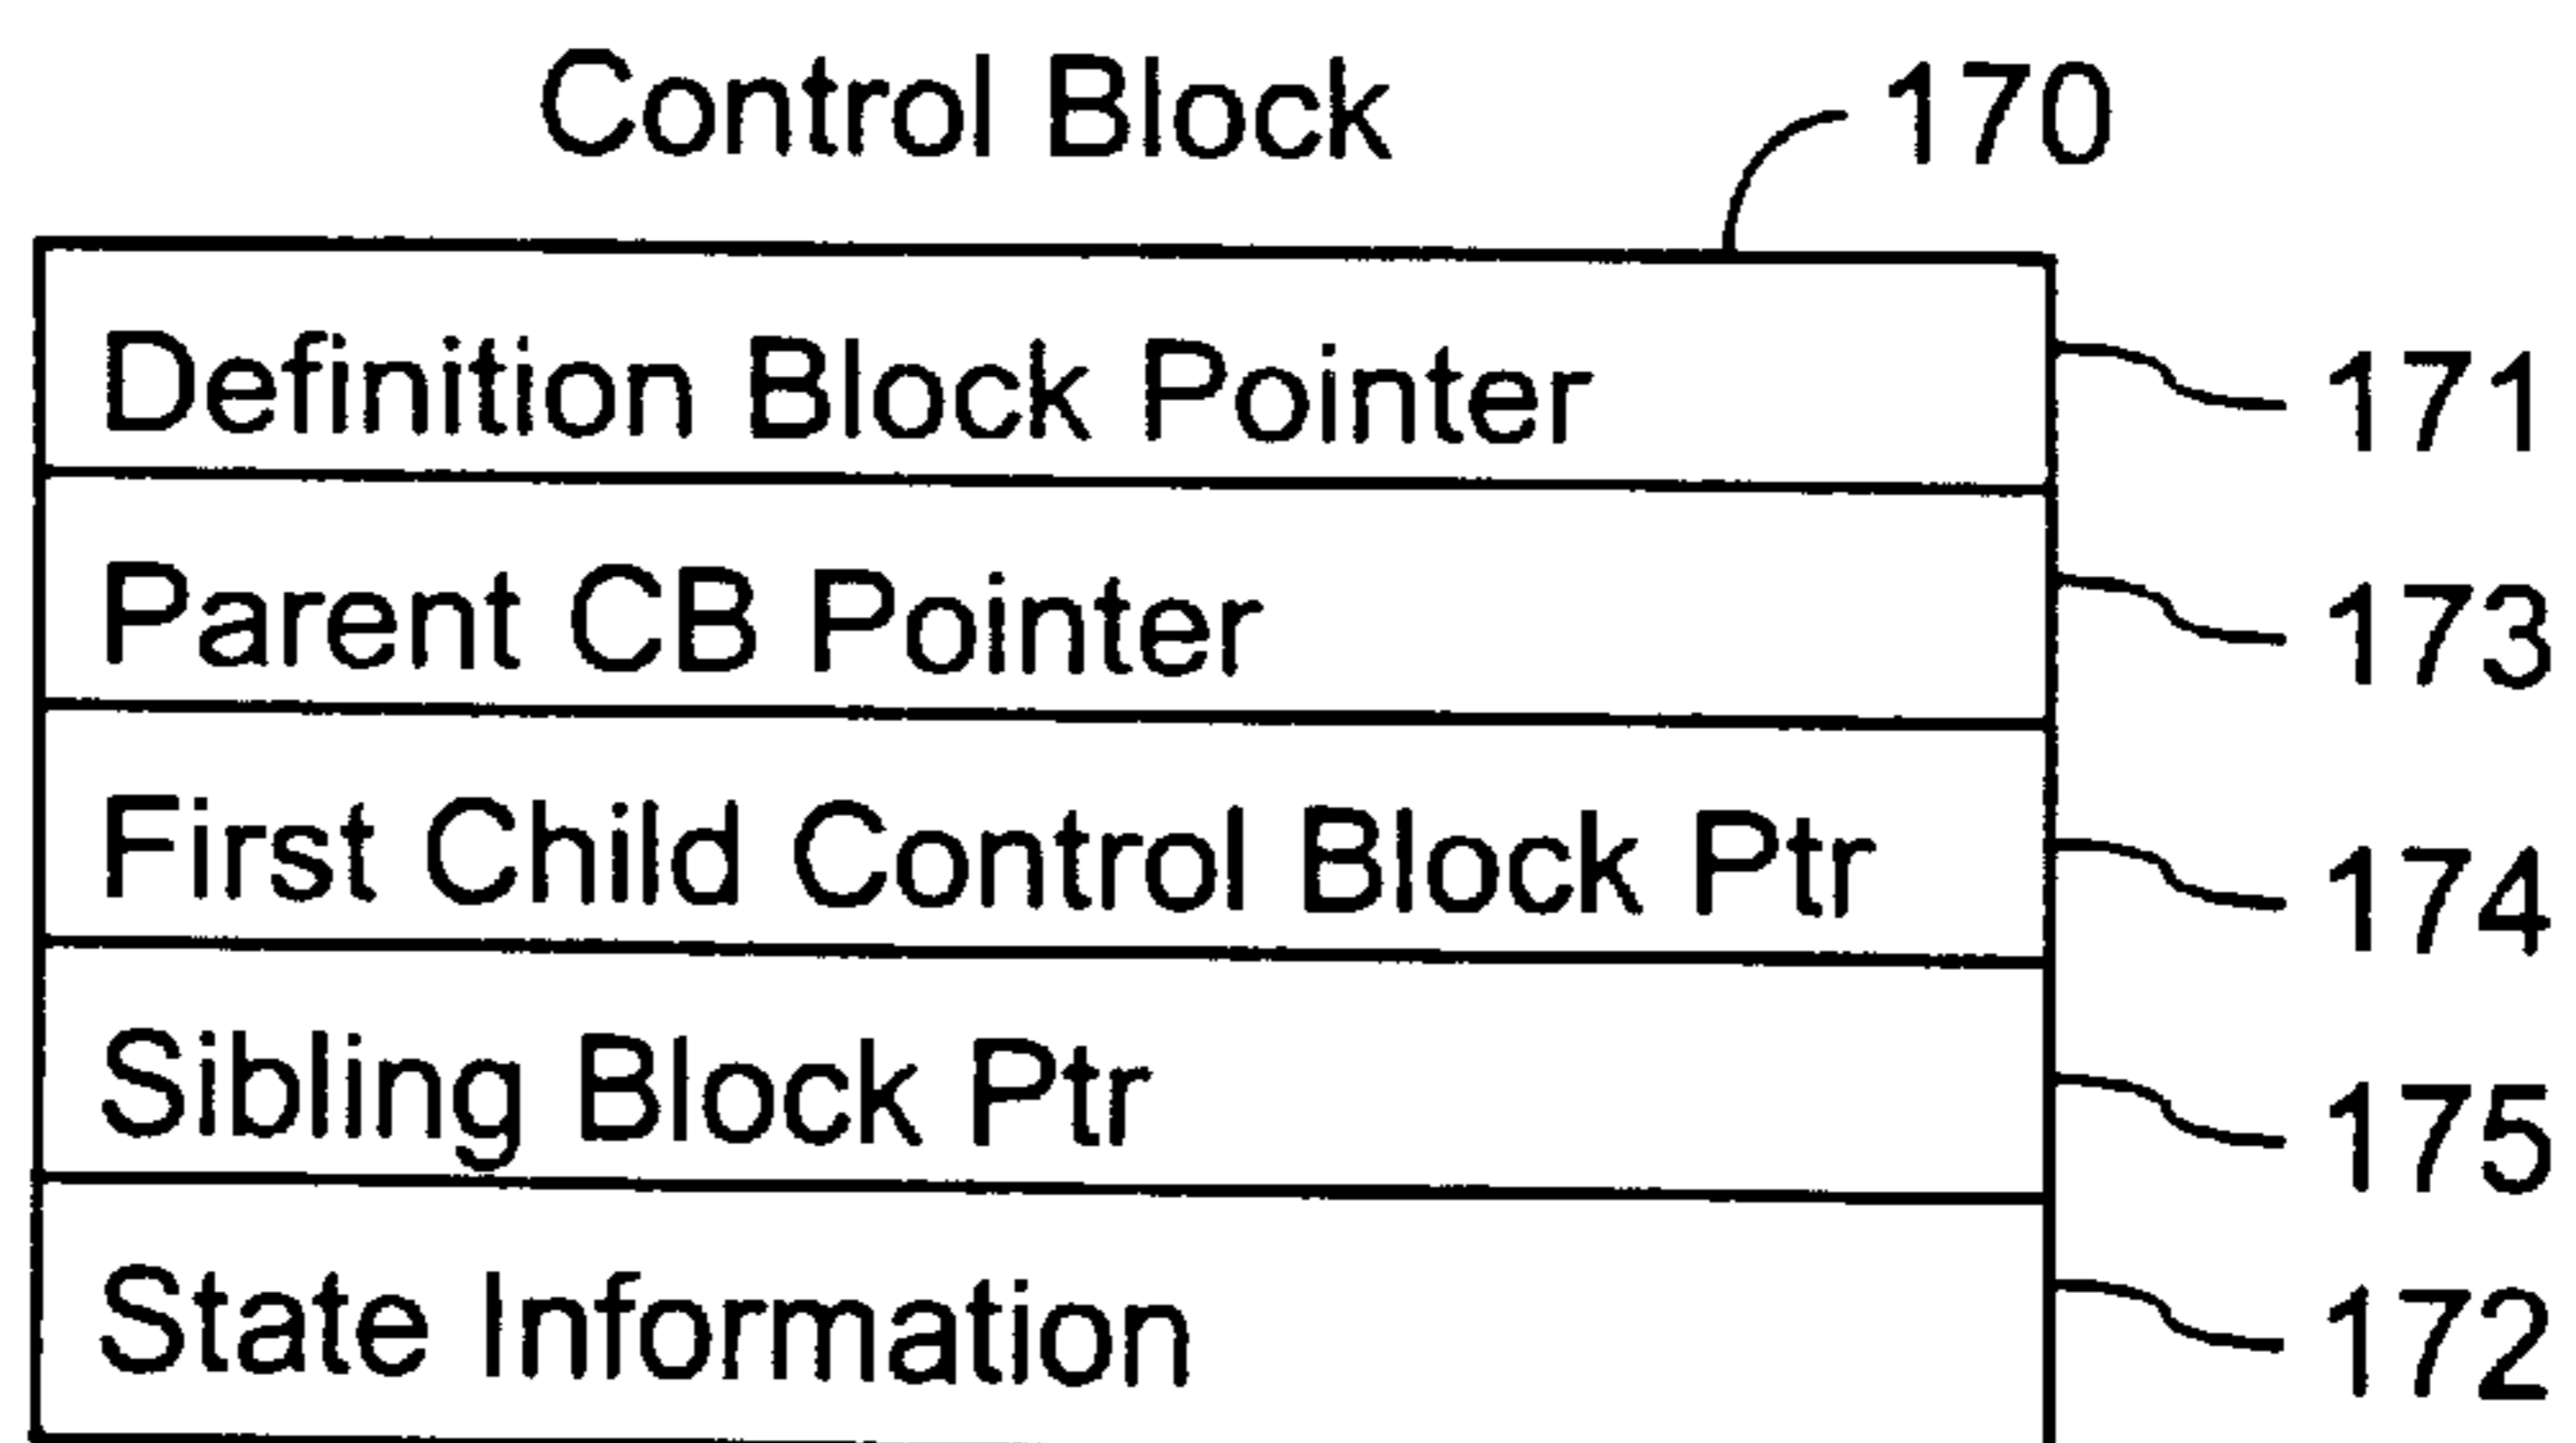 Control Block
170
Definition Block Pointer 171
Parent CB Pointer 173
First Child Control Block Ptr 174
Sibling Block Ptr 175
State Information 172